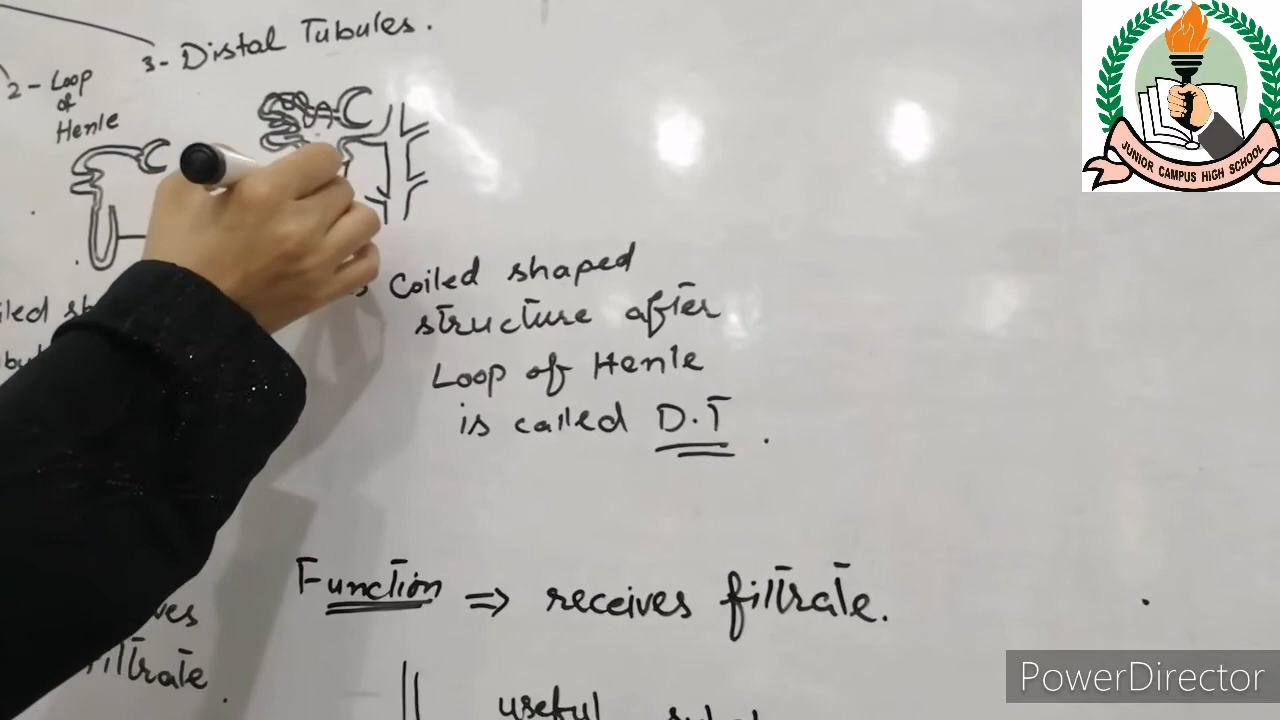 3- Distal Tubules.
2- Loop
of
Henle
Coiled shaped
structure after
Loop of Henle
is called D.T.
Function => receives filtrate.
filtrate.
useful
JUNIOR CAMPUS HIGH SCHOOL
PowerDirector